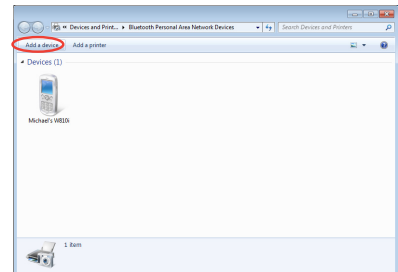 « Devices and Print... ▸ Bluetooth Personal Area Network Devices Search Devices and Printers
Add a device Add a printer
Devices (1)
Michael's W810i
1 item